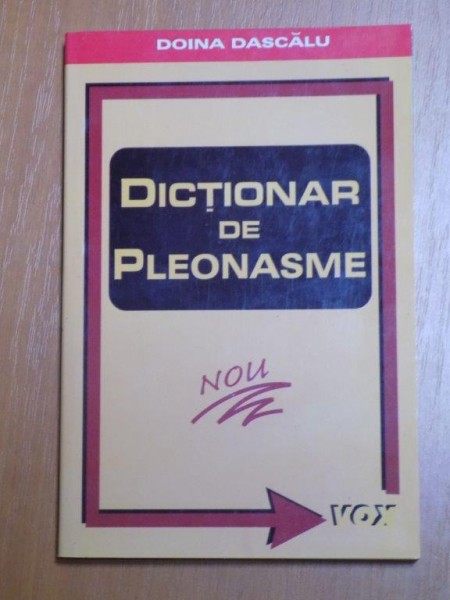 DOINA DASCĂLU
DICȚIONAR
DE
PLEONASME
NOU
VOX